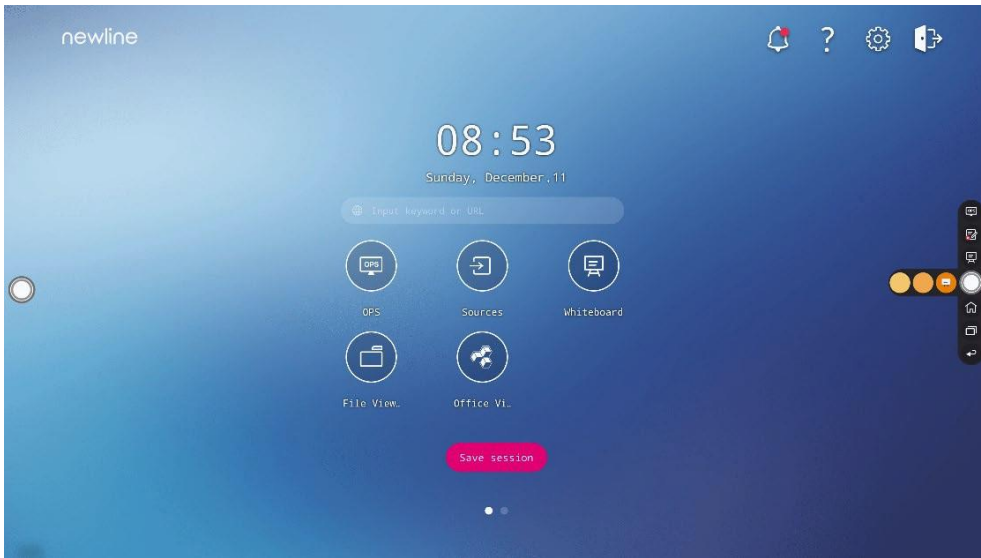 newline
?
08:53
Sunday, December.11
Input keyword or URL
OPS
OPS
Sources
Whiteboard
File View…
Office Vi…
Save session